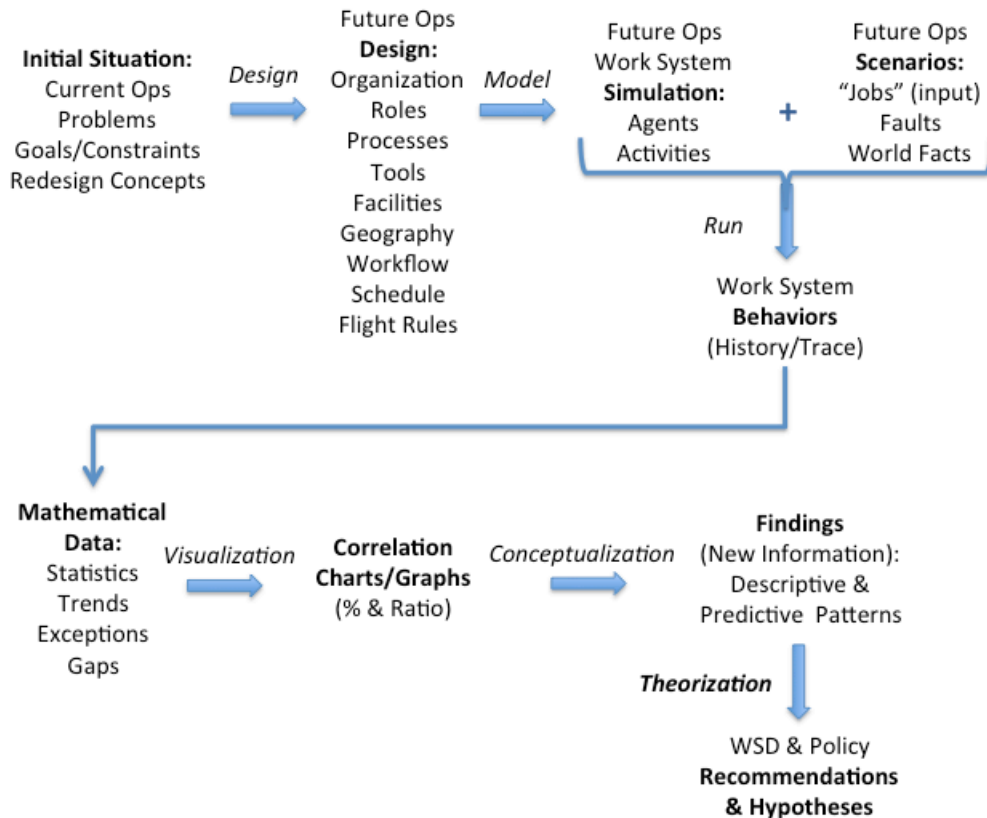 Initial Situation:
Current Ops
Problems
Goals/Constraints
Redesign Concepts
Design
Future Ops
Design:
Organization
Roles
Processes
Tools
Facilities
Geography
Workflow
Schedule
Flight Rules
Model
Future Ops
Work System
Simulation:
Agents
Activities
+
Future Ops
Scenarios:
“Jobs” (input)
Faults
World Facts
Run
Work System
Behaviors
(History/Trace)
Mathematical
Data:
Statistics
Trends
Exceptions
Gaps
Visualization
Correlation
Charts/Graphs
(% & Ratio)
Conceptualization
Findings
(New Information):
Descriptive &
Predictive Patterns
Theorization
WSD & Policy
Recommendations
& Hypotheses